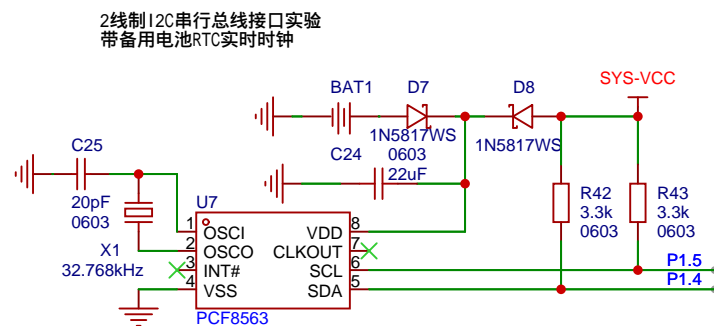 2线制I2C串行总线接口实验
带备用电池RTC实时时钟
SYS-VCC
BAT1
D7
D8
1N5817WS
0603
1N5817WS
C25
C24
22uF
20pF
0603
R42
3.3k
0603
R43
3.3k
0603
U7
X1
32.768kHz
1
OSCI
VDD
8
2
OSCO
CLKOUT
7
3
INT#
SCL
6
4
VSS
SDA
5
P1.5
P1.4
PCF8563